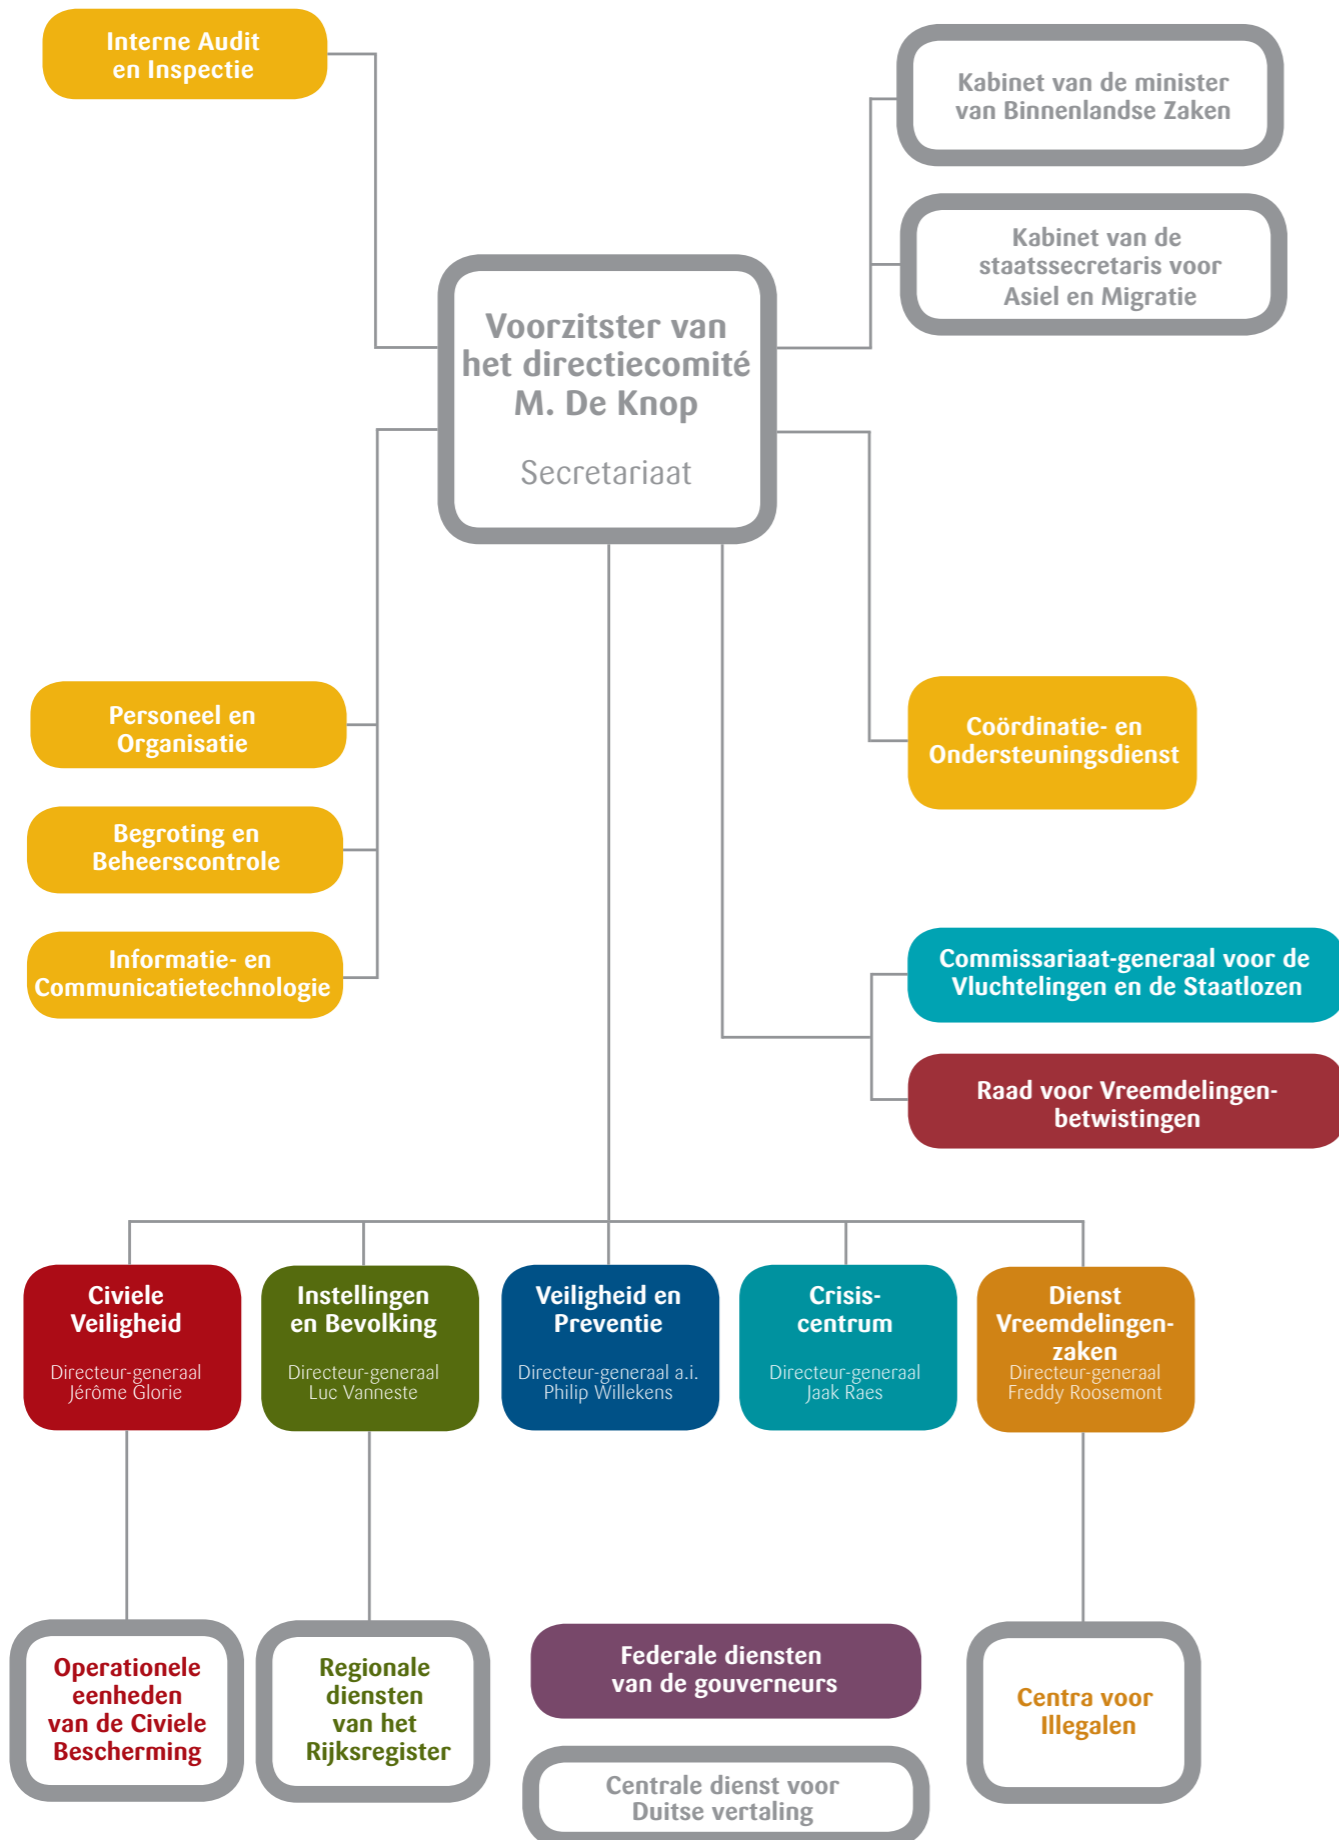 Interne Audit
en Inspectie
Kabinet van de minister
van Binnenlandse Zaken
Kabinet van de
staatssecretaris voor
Asiel en Migratie
Voorzitster van
het directiecomité
M. De Knop
Secretariaat
Personeel en
Organisatie
Begroting en
Beheerscontrole
Informatie- en
Communicatietechnologie
Coördinatie- en
Ondersteuningsdienst
Commissariaat-generaal voor de
Vluchtelingen en de Staatlozen
Raad voor Vreemdelingen-
betwistingen
Civiele
Veiligheid
Directeur-generaal
Jérôme Glorie
Instellingen
en Bevolking
Directeur-generaal
Luc Vanneste
Veiligheid en
Preventie
Directeur-generaal a.i.
Philip Willekens
Crisis-
centrum
Directeur-generaal
Jaak Raes
Dienst
Vreemdelingen-
zaken
Directeur-generaal
Freddy Roosemont
Operationele
eenheden
van de Civiele
Bescherming
Regionale
diensten
van het
Rijksregister
Federale diensten
van de gouverneurs
Centrale dienst voor
Duitse vertaling
Centra voor
Illegalen